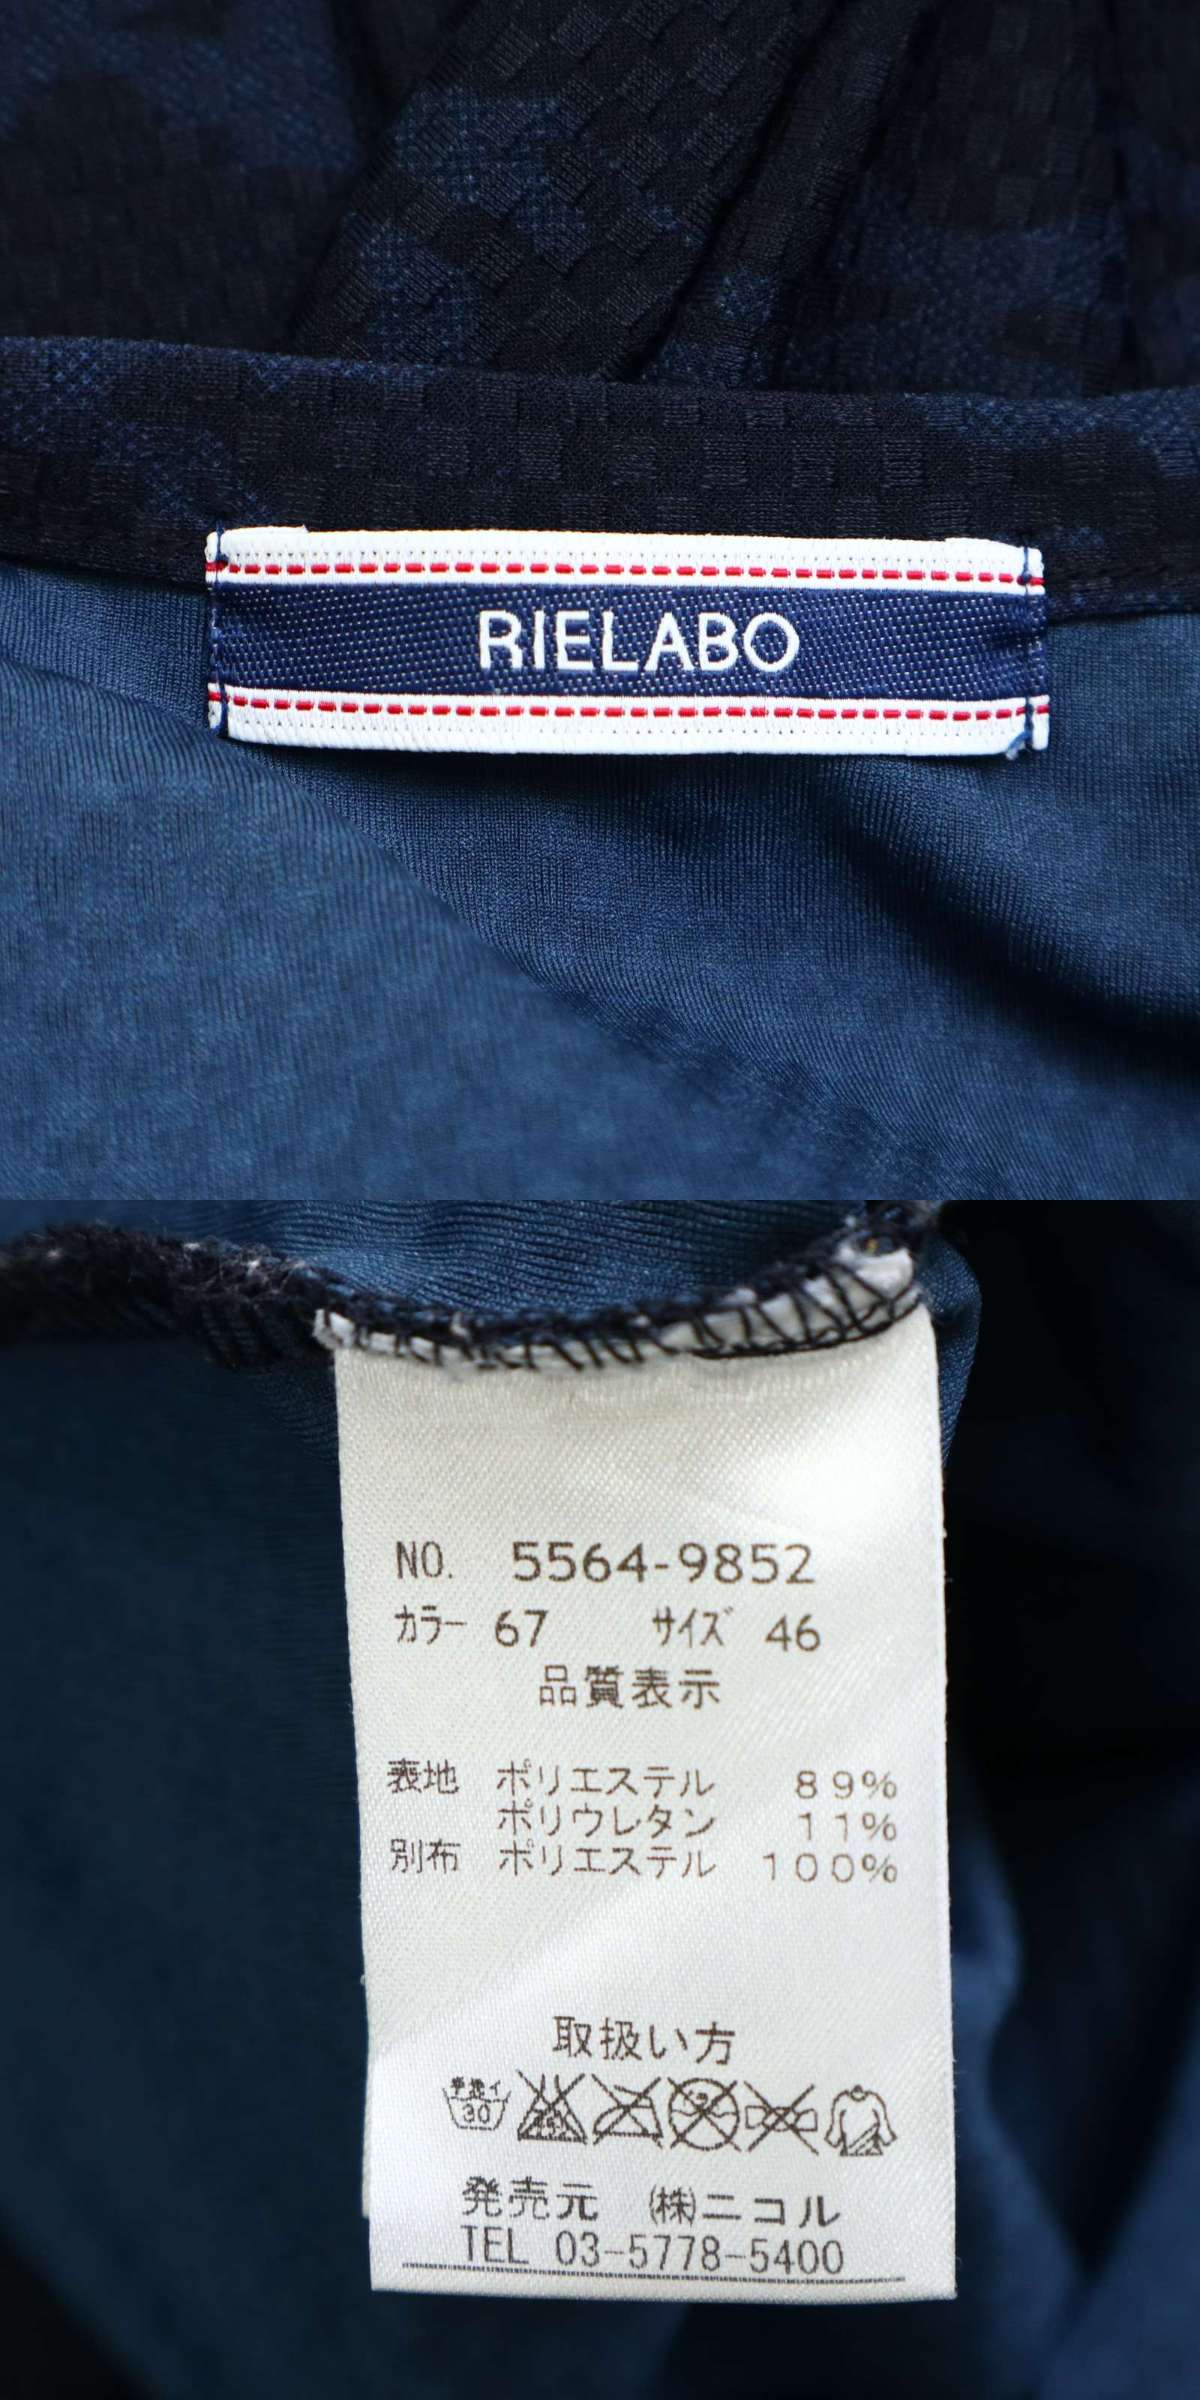 RIELABO
NO. 5564-9852
カラー 67 サイズ 46
品質表示
表地 ポリエステル 89%
ポリウレタン 11%
別布 ポリエステル 100%
取扱い方
手洗イ
30
発売元 (株)ニコル
TEL 03-5778-5400